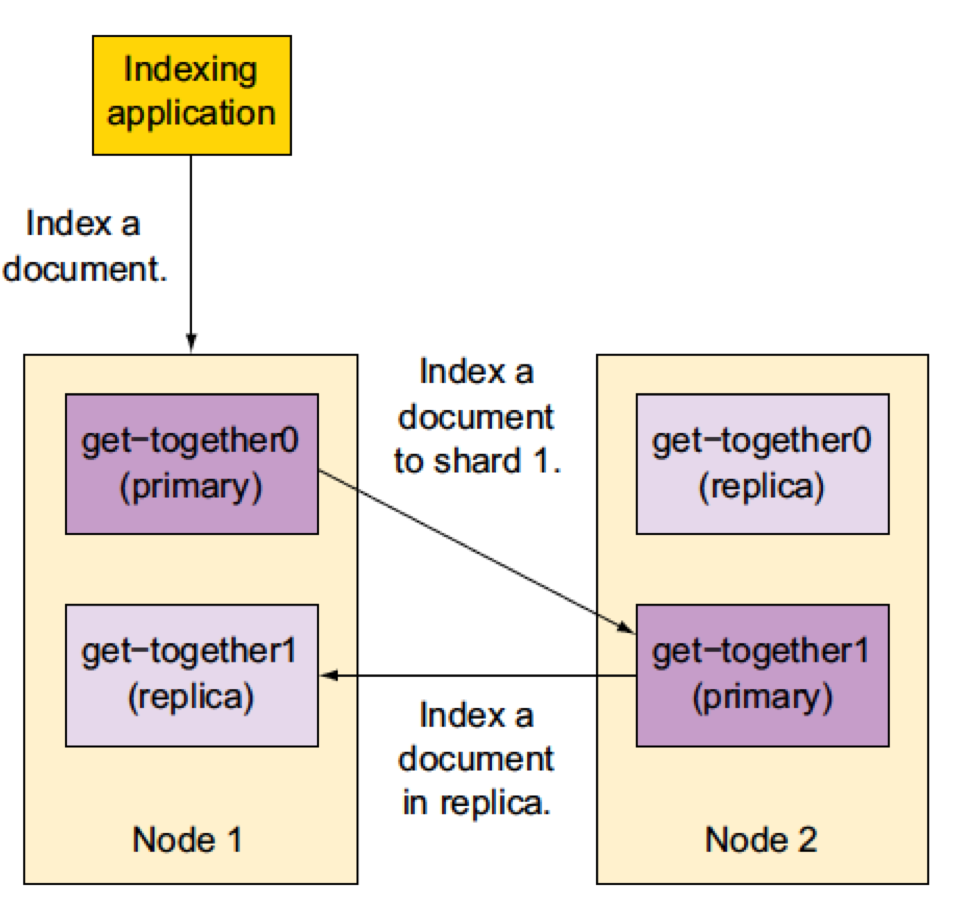 Indexing
application
Index a
document.
Index a
document
to shard 1.
get−together0
(primary)
get−together0
(replica)
get−together1
(replica)
get−together1
(primary)
Index a
document
in replica.
Node 1
Node 2